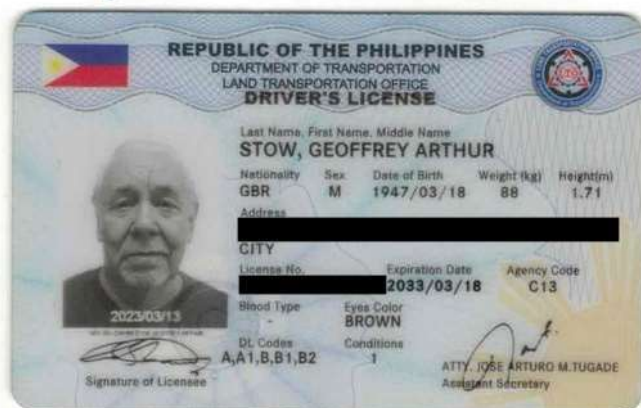 REPUBLIC OF THE PHILIPPINES
DEPARTMENT OF TRANSPORTATION
LAND TRANSPORTATION OFFICE
DRIVER'S LICENSE
Last Name, First Name, Middle Name
STOW, GEOFFREY ARTHUR
Nationality Sex Date of Birth Weight (kg) Height(m)
GBR M 1947/03/18 88 1.71
Address
CITY
License No. Expiration Date Agency Code
2033/03/18 C13
Blood Type Eyes Color
- BROWN
2023/03/13
DL Codes Conditions
A,A1,B,B1,B2 1
Signature of Licensee
ATTY. JOSE ARTURO M.TUGADE
Assistant Secretary